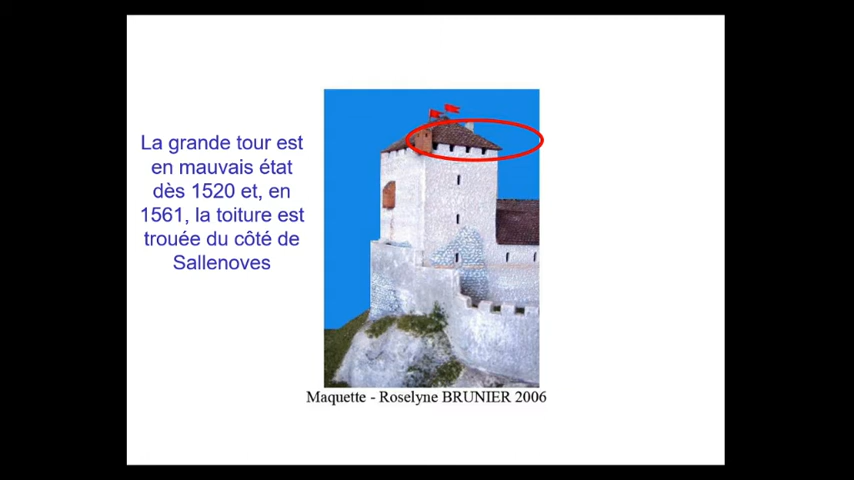 La grande tour est
en mauvais état
dès 1520 et, en
1561, la toiture est
trouée du côté de
Sallenoves
Maquette - Roselyne BRUNIER 2006